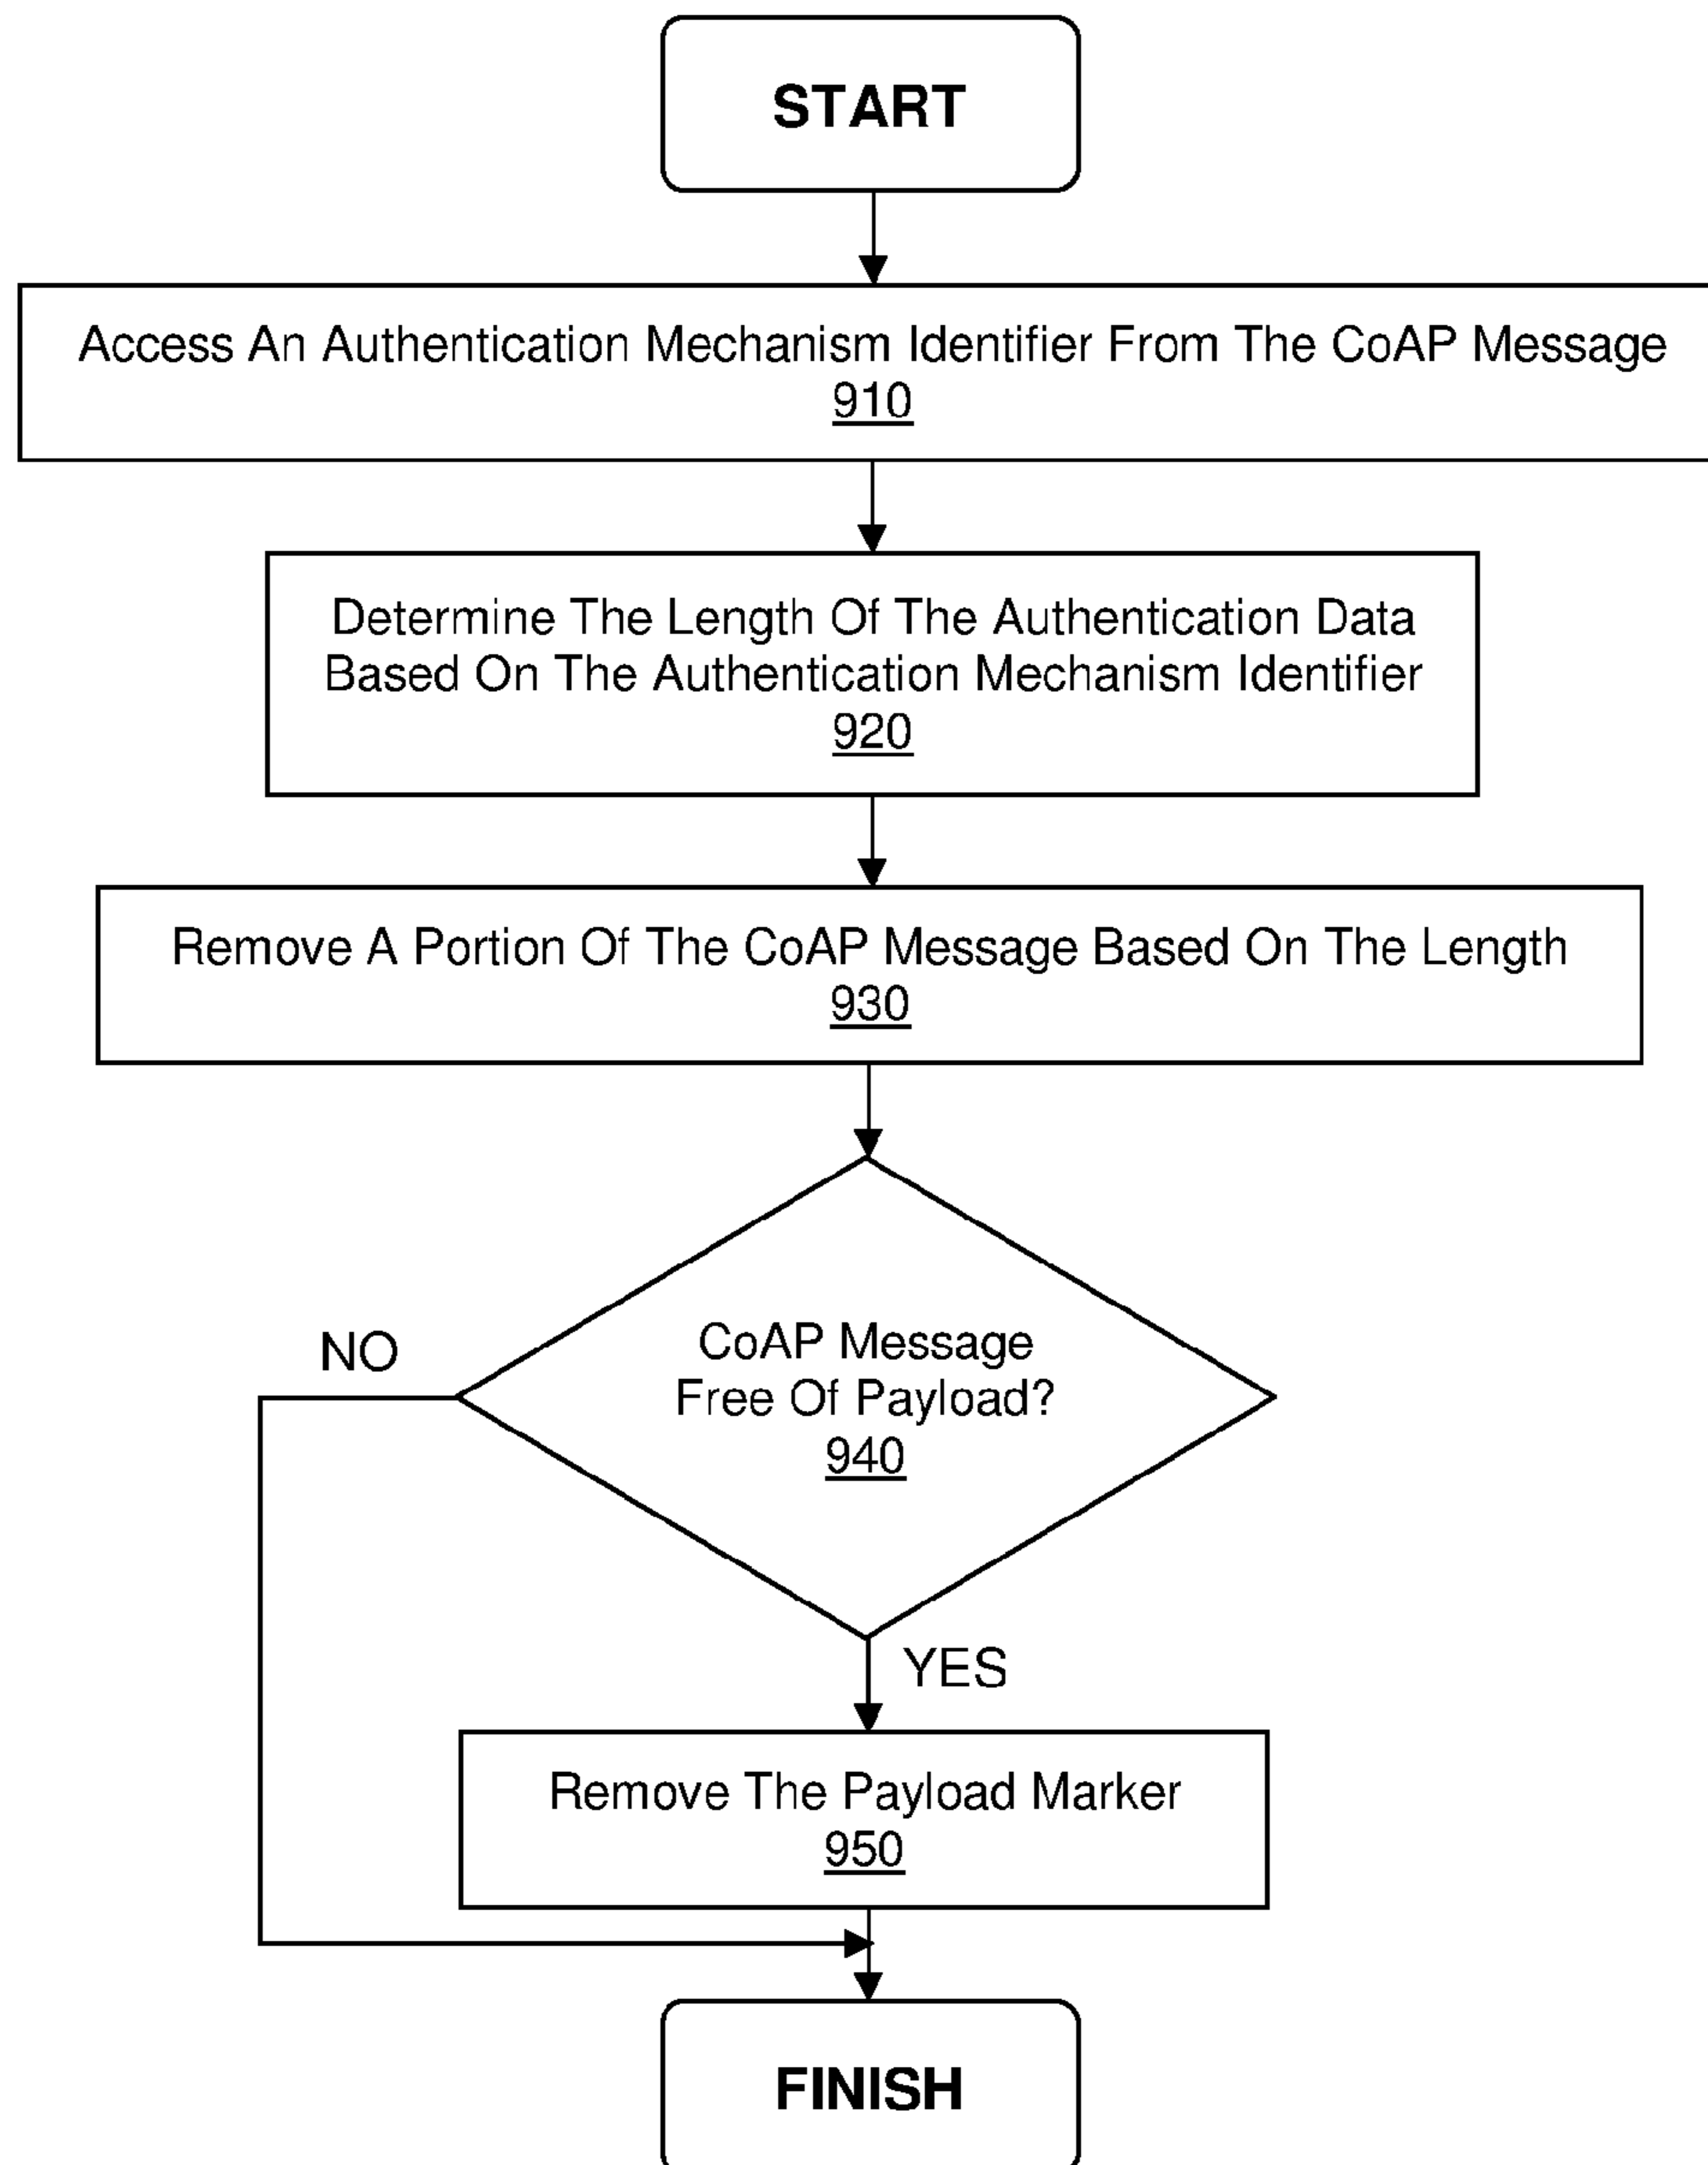 START
Access An Authentication Mechanism Identifier From The CoAP Message
910
Determine The Length Of The Authentication Data
Based On The Authentication Mechanism Identifier
920
Remove A Portion Of The CoAP Message Based On The Length
930
CoAP Message
Free Of Payload?
940
NO
YES
Remove The Payload Marker
950
FINISH